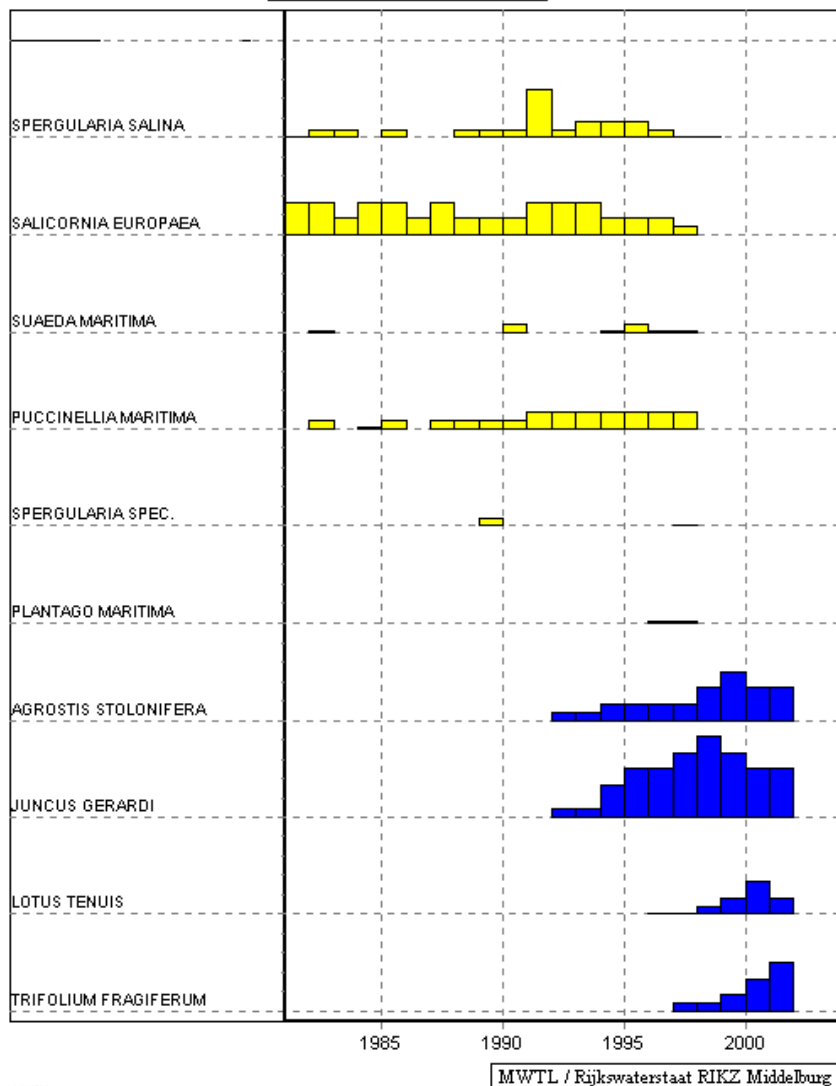 SPERGULARIA SALINA
SALICORNIA EUROPAEA
SUAEDA MARITIMA
PUCCINELLIA MARITIMA
SPERGULARIA SPEC.
PLANTAGO MARITIMA
AGROSTIS STOLONIFERA
JUNCUS GERARDI
LOTUS TENUIS
TRIFOLIUM FRAGIFERUM
1985 1990 1995 2000
MWTL / Rijkswaterstaat RIKZ Middelburg